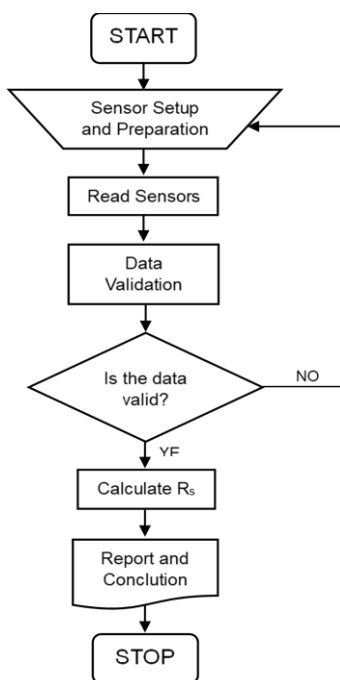 START
Sensor Setup
and Preparation
Read Sensors
Data
Validation
Is the data
valid?
NO
YE
Calculate Rs
Report and
Conclution
STOP